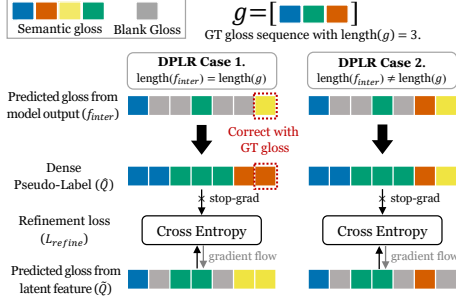 Semantic gloss
Blank Gloss
g=[ ]
GT gloss sequence with length(g) = 3.
DPLR Case 1.
length(f_inter) = length(g)
DPLR Case 2.
length(f_inter) ≠ length(g)
Predicted gloss from
model output (f_inter)
Correct with
GT gloss
Dense
Pseudo-Label (Q̂)
stop-grad
stop-grad
Refinement loss
(L_refine)
Cross Entropy
Cross Entropy
gradient flow
gradient flow
Predicted gloss from
latent feature (Q̃)